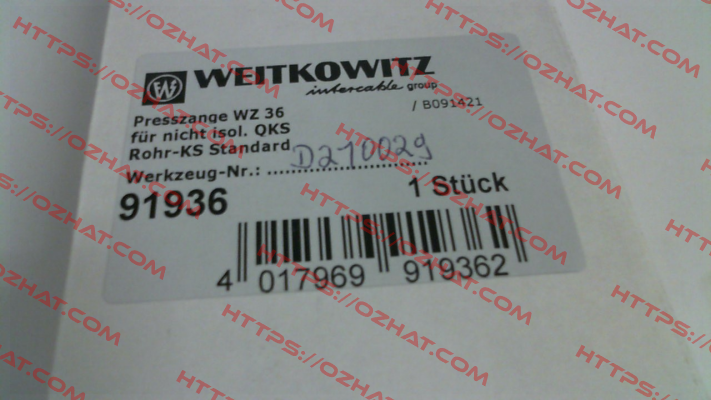 WEITKOWITZ
intercable group
Presszange WZ 36
/ B091421
für nicht isol. QKS
Rohr-KS Standard
Werkzeug-Nr.: D210029
91936
1 Stück
4 017969 919362
HTTPS://OZHAT.COM